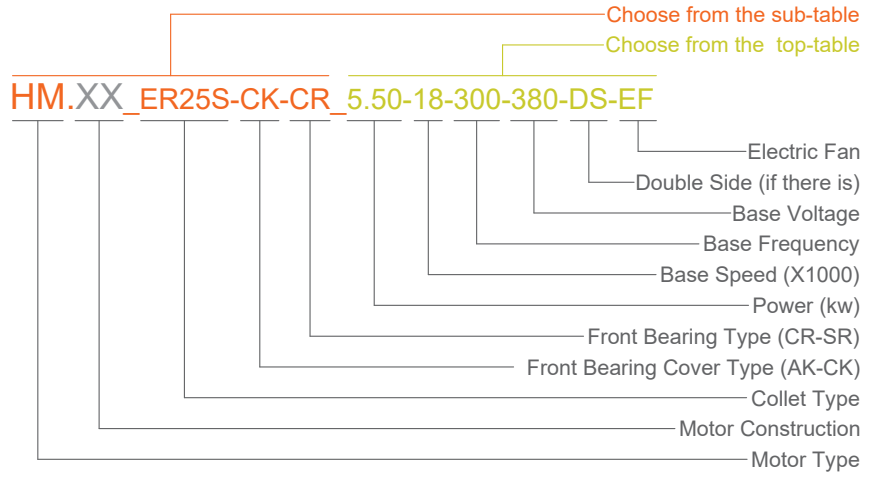 Choose from the sub-table
Choose from the top-table
HM.XX_ER25S-CK-CR_5.50-18-300-380-DS-EF
Electric Fan
Double Side (if there is)
Base Voltage
Base Frequency
Base Speed (X1000)
Power (kw)
Front Bearing Type (CR-SR)
Front Bearing Cover Type (AK-CK)
Collet Type
Motor Construction
Motor Type